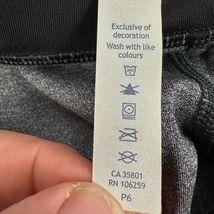 Exclusive of
decoration
Wash with like
colours
CA 35801
RN 106259
P6